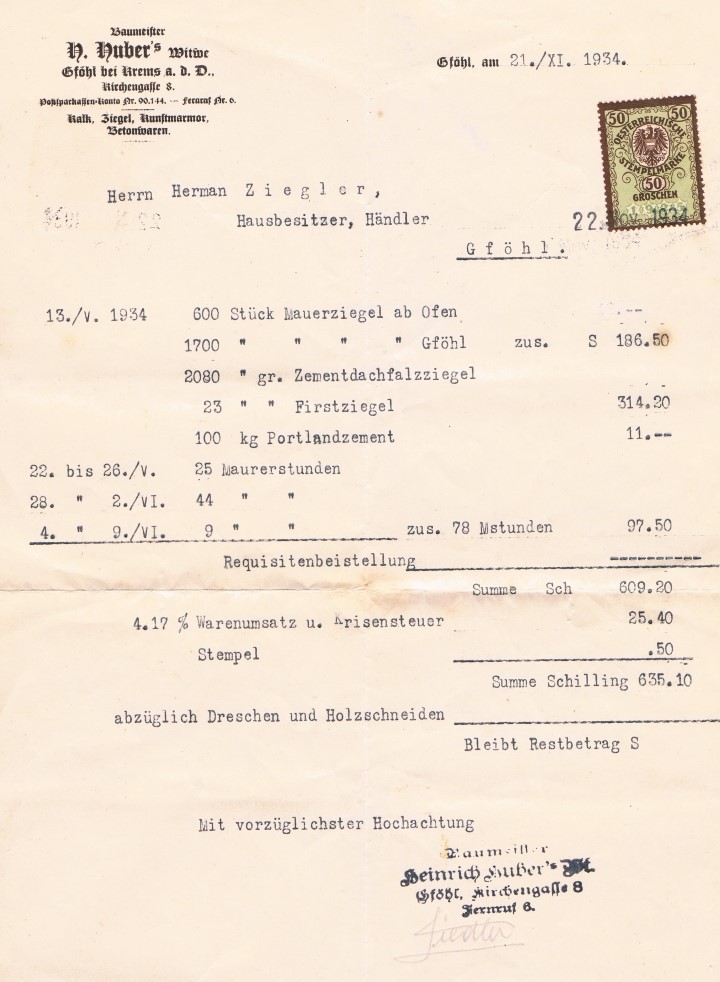 Baumeister
H. Huber's Witwe
Gföhl bei Krems a. d. D.,
Kirchengasse 8.
Postsparkassen-Konto Nr. 90.144. — Fernruf Nr. 6.
Kalk, Ziegel, Kunstmarmor,
Betonwaren.
Gföhl, am 21./XI. 1934.
50 50
OESTERREICHISCHE
STEMPELMARKE
50
GROSCHEN
22. NOV. 1934
Herrn Herman Ziegler,
Hausbesitzer, Händler
Gföhl.
13./V. 1934 600 Stück Mauerziegel ab Ofen .--
1700 " " " " Gföhl zus. S 186.50
2080 " gr. Zementdachfalzziegel
23 " " Firstziegel 314.20
100 kg Portlandzement 11.--
22. bis 26./V. 25 Maurerstunden
28. " 2./VI. 44 " "
4. " 9./VI. 9 " " zus. 78 Mstunden 97.50
Requisitenbeistellung ----------
Summe Sch 609.20
4.17 % Warenumsatz u. Krisensteuer 25.40
Stempel .50
Summe Schilling 635.10
abzüglich Dreschen und Holzschneiden
Bleibt Restbetrag S
Mit vorzüglichster Hochachtung
Baumeister
Heinrich Huber's Wt.
Gföhl, Kirchengasse 8
Fernruf 6.